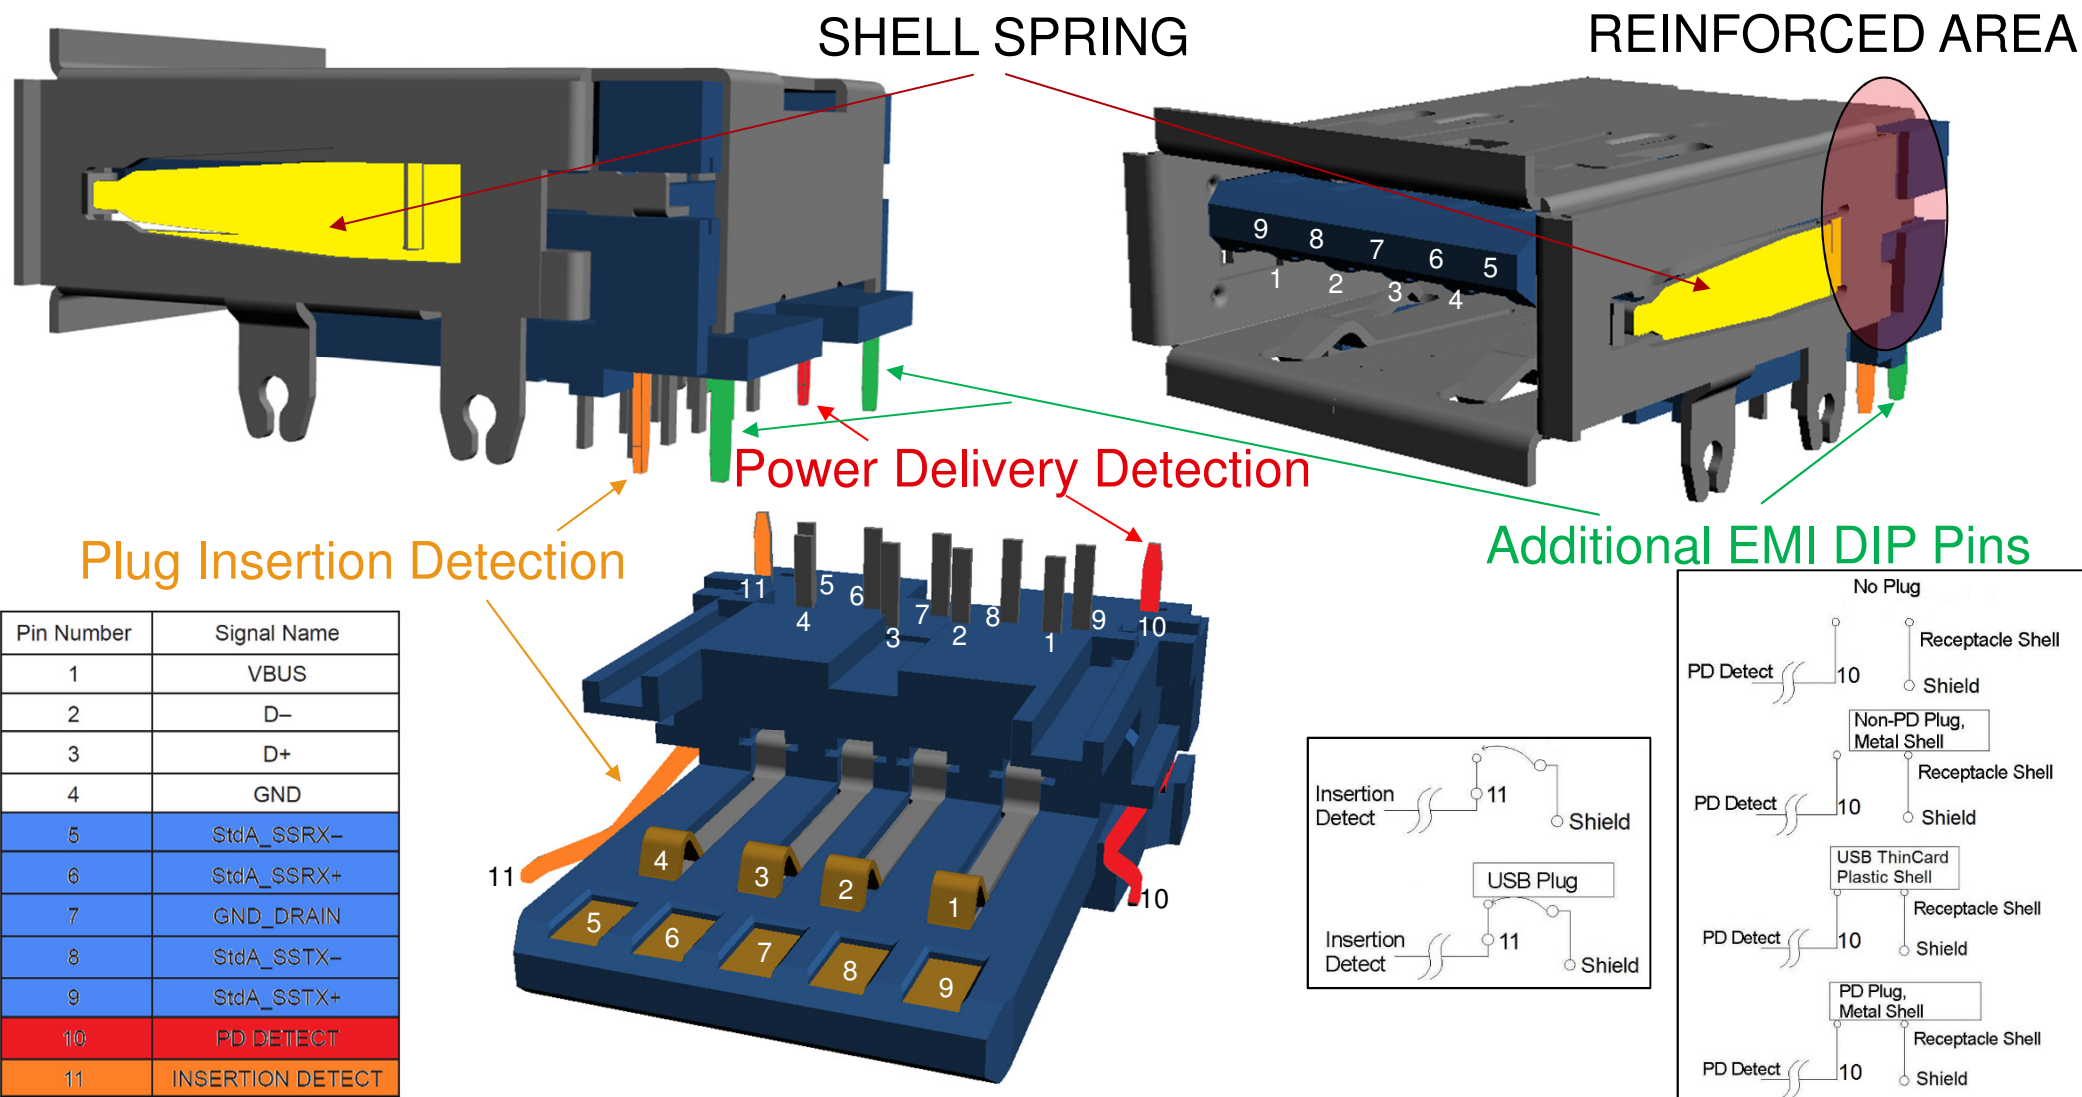 SHELL SPRING
REINFORCED AREA
9
8
7
6
5
1
2
3
4
Power Delivery Detection
Plug Insertion Detection
Additional EMI DIP Pins
11
5
6
7
8
9
10
4
3
2
1
Pin Number Signal Name
1 VBUS
2 D–
3 D+
4 GND
5 StdA_SSRX–
6 StdA_SSRX+
7 GND_DRAIN
8 StdA_SSTX–
9 StdA_SSTX+
10 PD DETECT
11 INSERTION DETECT
4
3
2
1
11
10
5
6
7
8
9
Insertion
Detect
11
Shield
USB Plug
Insertion
Detect
11
Shield
No Plug
Receptacle Shell
PD Detect
10
Shield
Non-PD Plug,
Metal Shell
Receptacle Shell
PD Detect
10
Shield
USB ThinCard
Plastic Shell
Receptacle Shell
PD Detect
10
Shield
PD Plug,
Metal Shell
Receptacle Shell
PD Detect
10
Shield